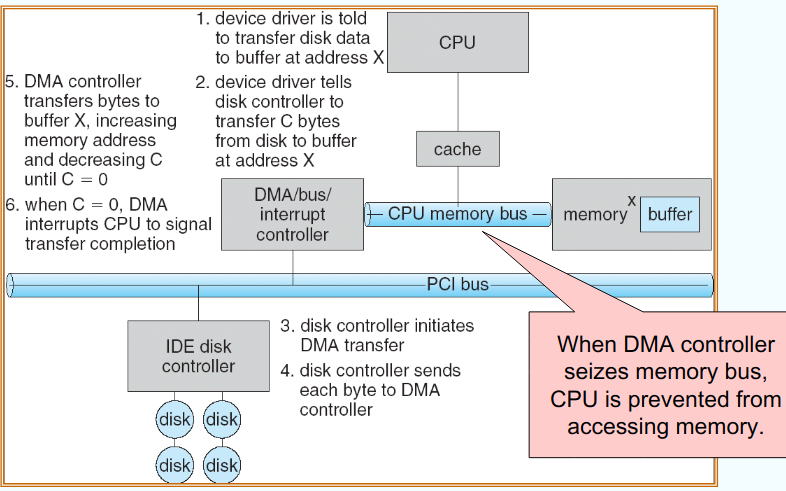 1. device driver is told
to transfer disk data
to buffer at address X
2. device driver tells
disk controller to
transfer C bytes
from disk to buffer
at address X
CPU
cache
5. DMA controller
transfers bytes to
buffer X, increasing
memory address
and decreasing C
until C = 0
6. when C = 0, DMA
interrupts CPU to signal
transfer completion
DMA/bus/
interrupt
controller
CPU memory bus
memory
X
buffer
PCI bus
IDE disk
controller
3. disk controller initiates
DMA transfer
4. disk controller sends
each byte to DMA
controller
disk disk
disk disk
When DMA controller
seizes memory bus,
CPU is prevented from
accessing memory.